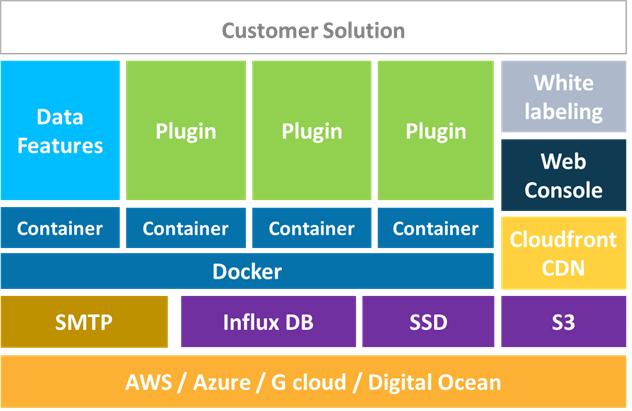 Customer Solution
Data
Features
Plugin
Plugin
Plugin
White
labeling
Web
Console
Container
Container
Container
Container
Cloudfront
CDN
Docker
SMTP
Influx DB
SSD
S3
AWS / Azure / G cloud / Digital Ocean